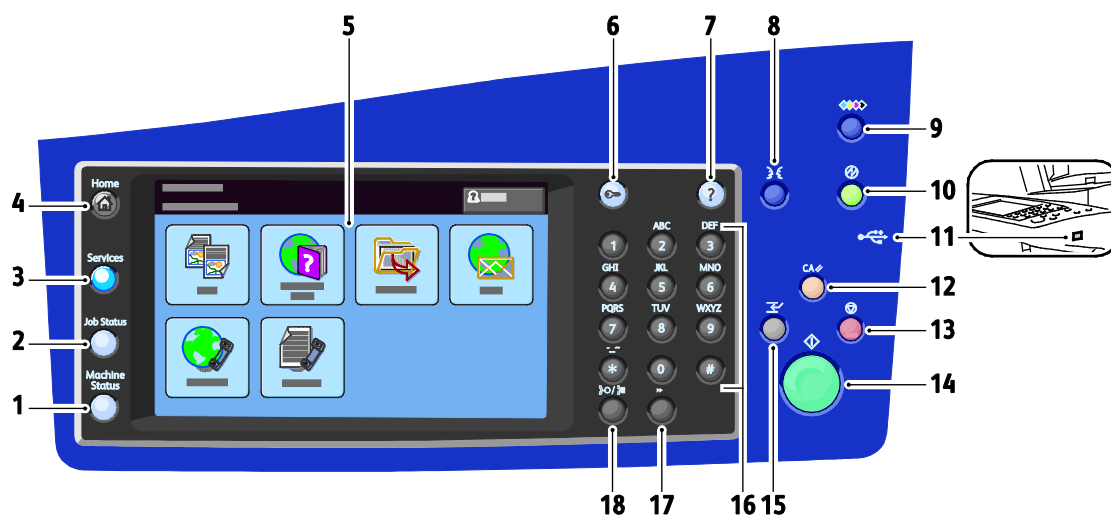 5 6 7 8
9
Home
4
?
10
11
ABC DEF
1 2 3
Services
3
?
GHI JKL MNO
4 5 6
CA//
12
PQRS TUV WXYZ
7 8 9
Job Status
2
13
* 0 #
Machine
Status
1
14
18 17 16 15